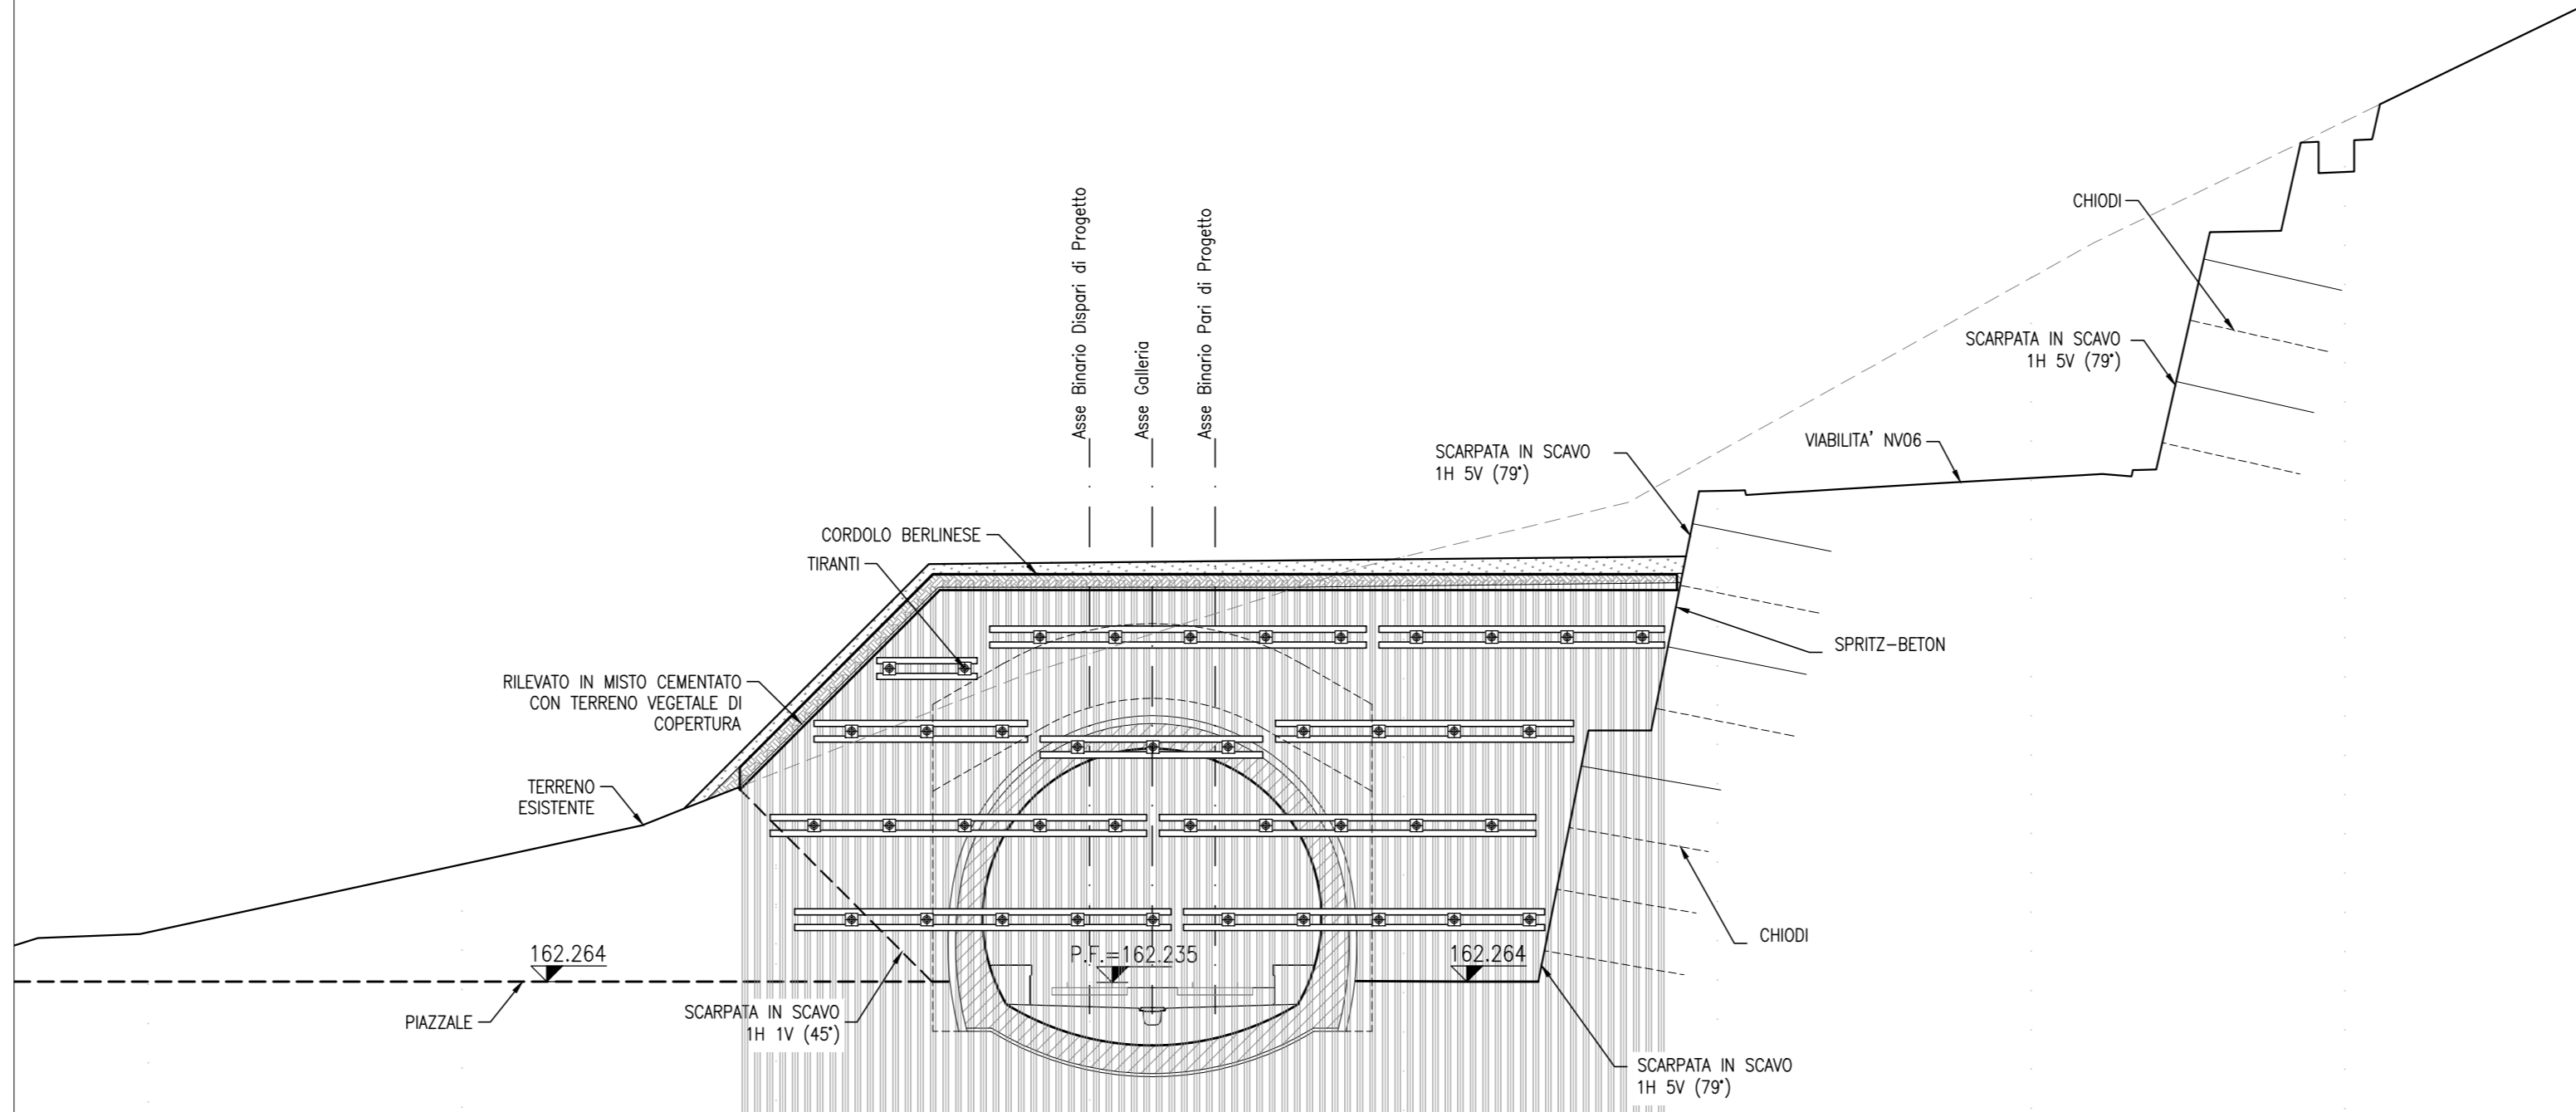 Asse Binario Dispari di Progetto
Asse Galleria
Asse Binario Pari di Progetto
CHIODI
SCARPATA IN SCAVO
1H 5V (79°)
VIABILITA' NV06
SCARPATA IN SCAVO
1H 5V (79°)
CORDOLO BERLINESE
TIRANTI
SPRITZ-BETON
RILEVATO IN MISTO CEMENTATO
CON TERRENO VEGETALE DI
COPERTURA
TERRENO
ESISTENTE
CHIODI
162.264
P.F.=162.235
162.264
PIAZZALE
SCARPATA IN SCAVO
1H 1V (45°)
SCARPATA IN SCAVO
1H 5V (79°)